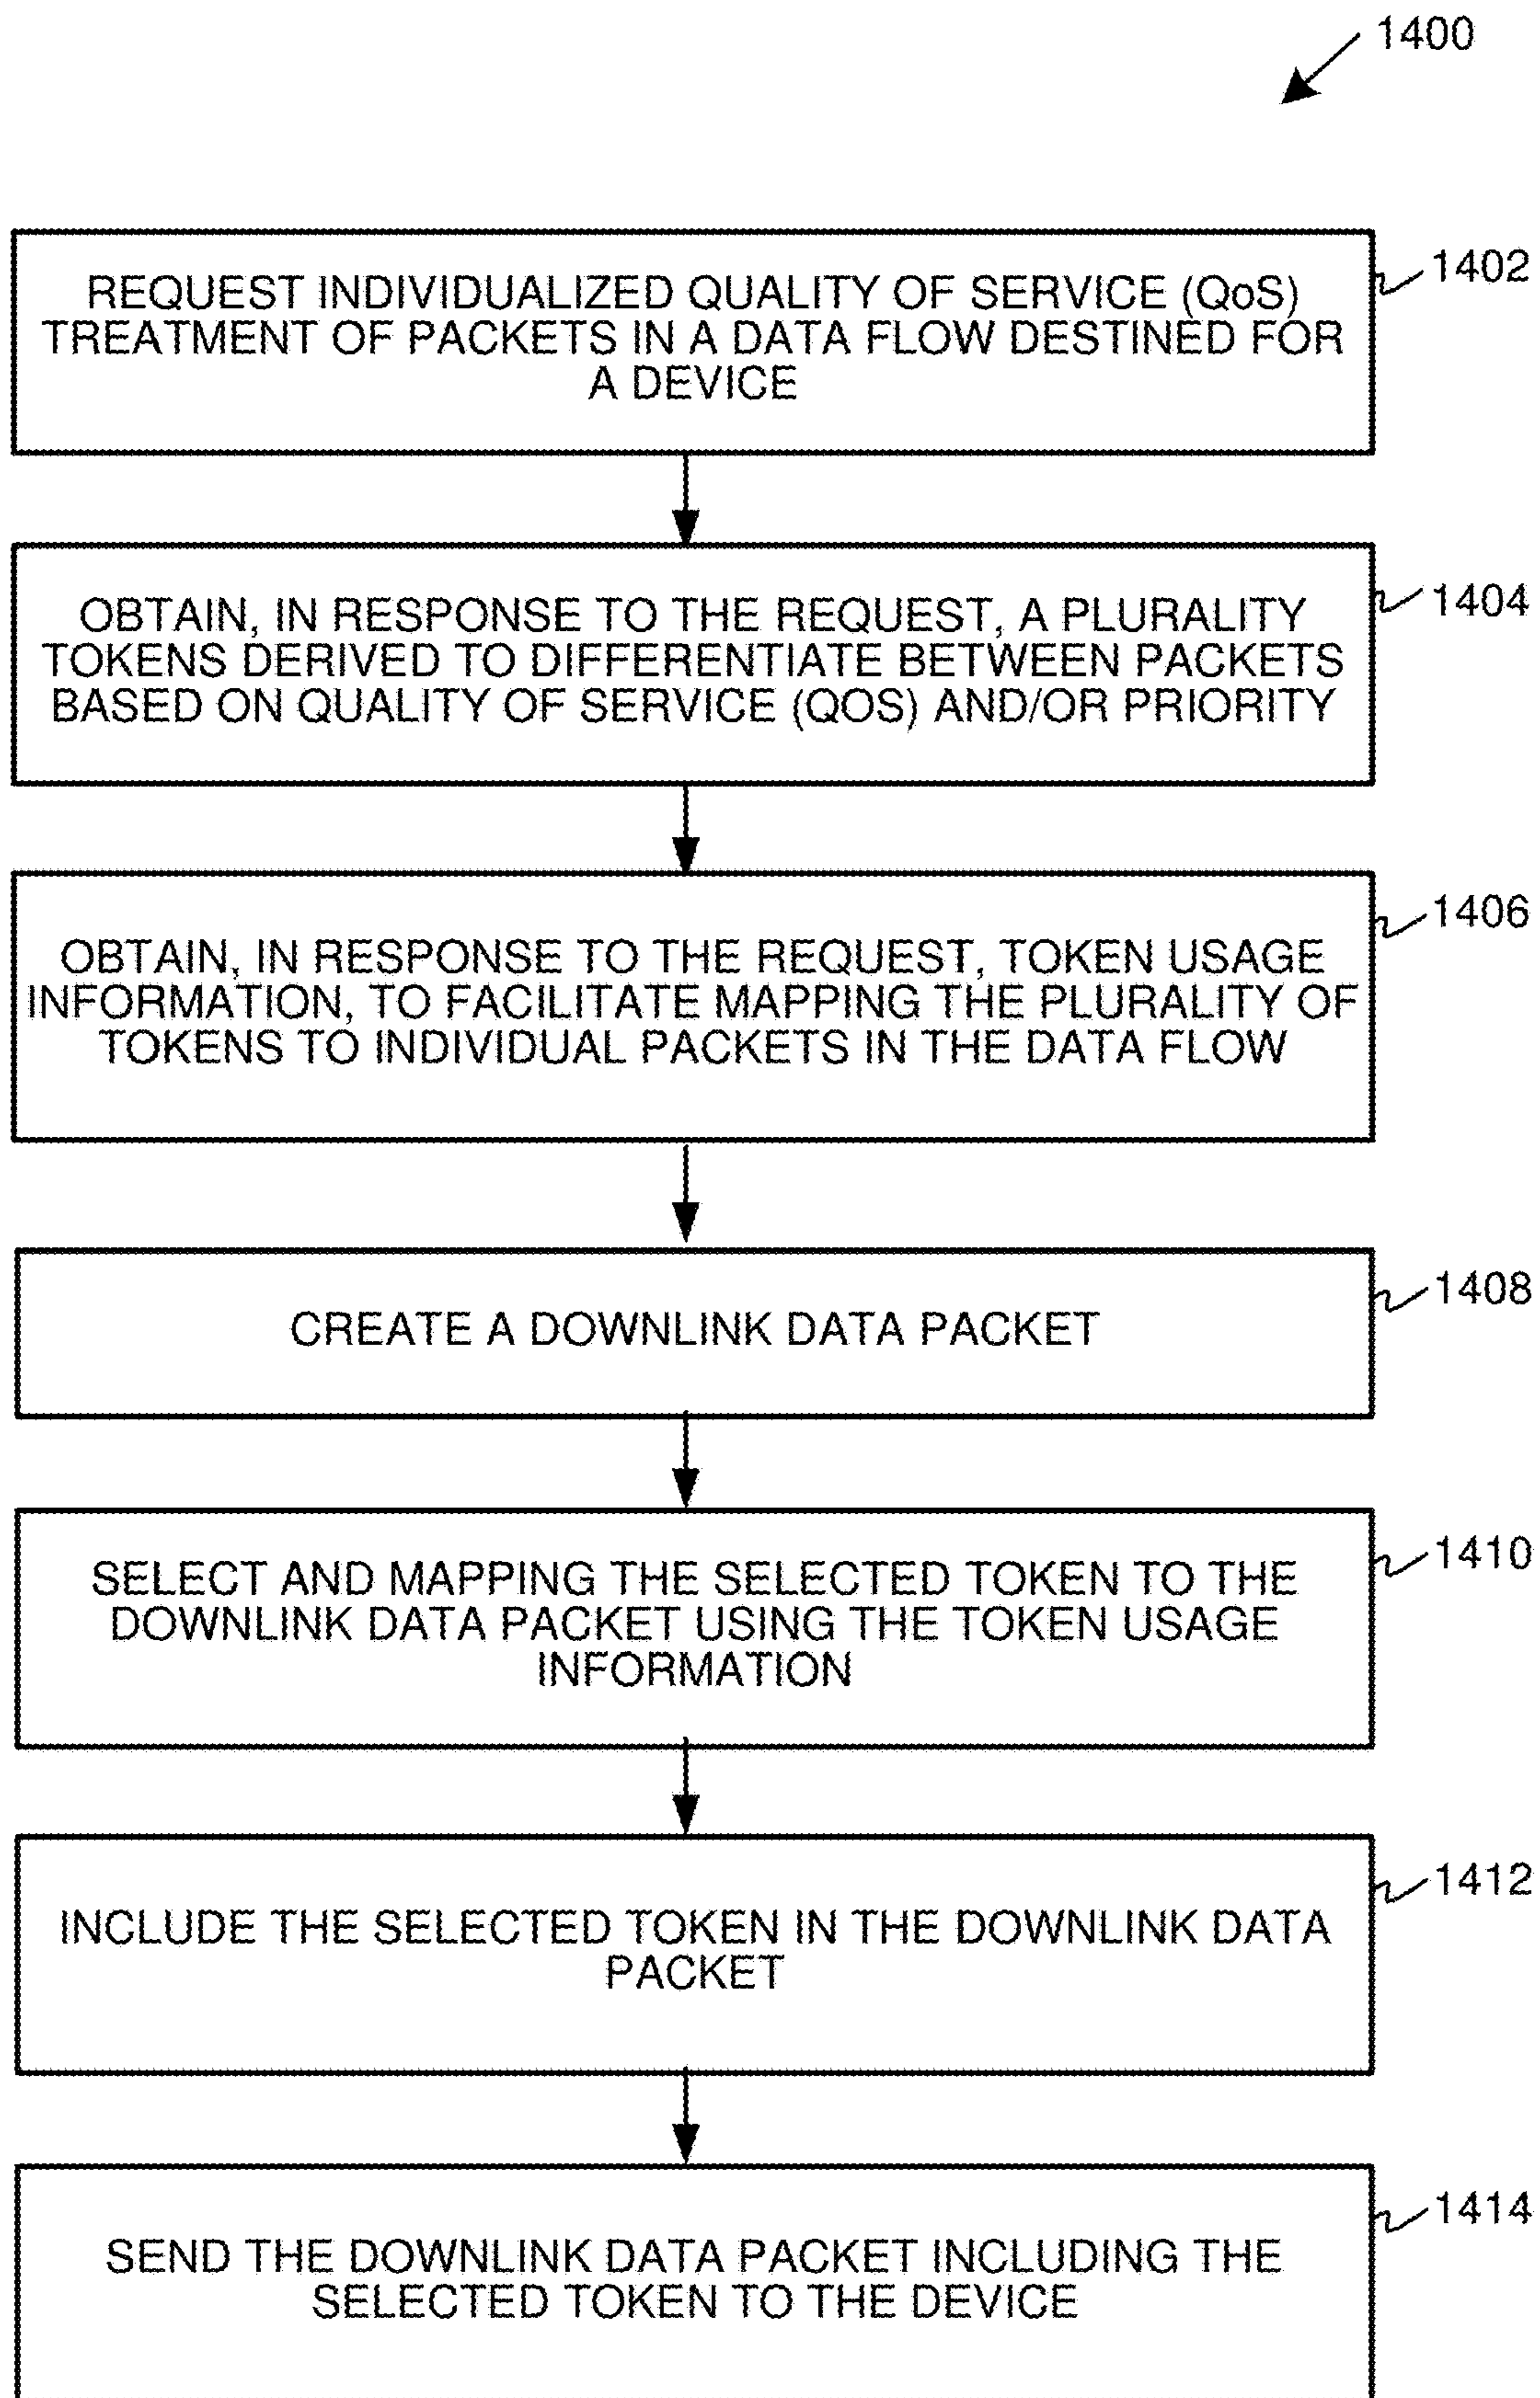 1400
REQUEST INDIVIDUALIZED QUALITY OF SERVICE (QoS)
TREATMENT OF PACKETS IN A DATA FLOW DESTINED FOR
A DEVICE
1402
OBTAIN, IN RESPONSE TO THE REQUEST, A PLURALITY
TOKENS DERIVED TO DIFFERENTIATE BETWEEN PACKETS
BASED ON QUALITY OF SERVICE (QOS) AND/OR PRIORITY
1404
OBTAIN, IN RESPONSE TO THE REQUEST, TOKEN USAGE
INFORMATION, TO FACILITATE MAPPING THE PLURALITY OF
TOKENS TO INDIVIDUAL PACKETS IN THE DATA FLOW
1406
CREATE A DOWNLINK DATA PACKET
1408
SELECT AND MAPPING THE SELECTED TOKEN TO THE
DOWNLINK DATA PACKET USING THE TOKEN USAGE
INFORMATION
1410
INCLUDE THE SELECTED TOKEN IN THE DOWNLINK DATA
PACKET
1412
SEND THE DOWNLINK DATA PACKET INCLUDING THE
SELECTED TOKEN TO THE DEVICE
1414